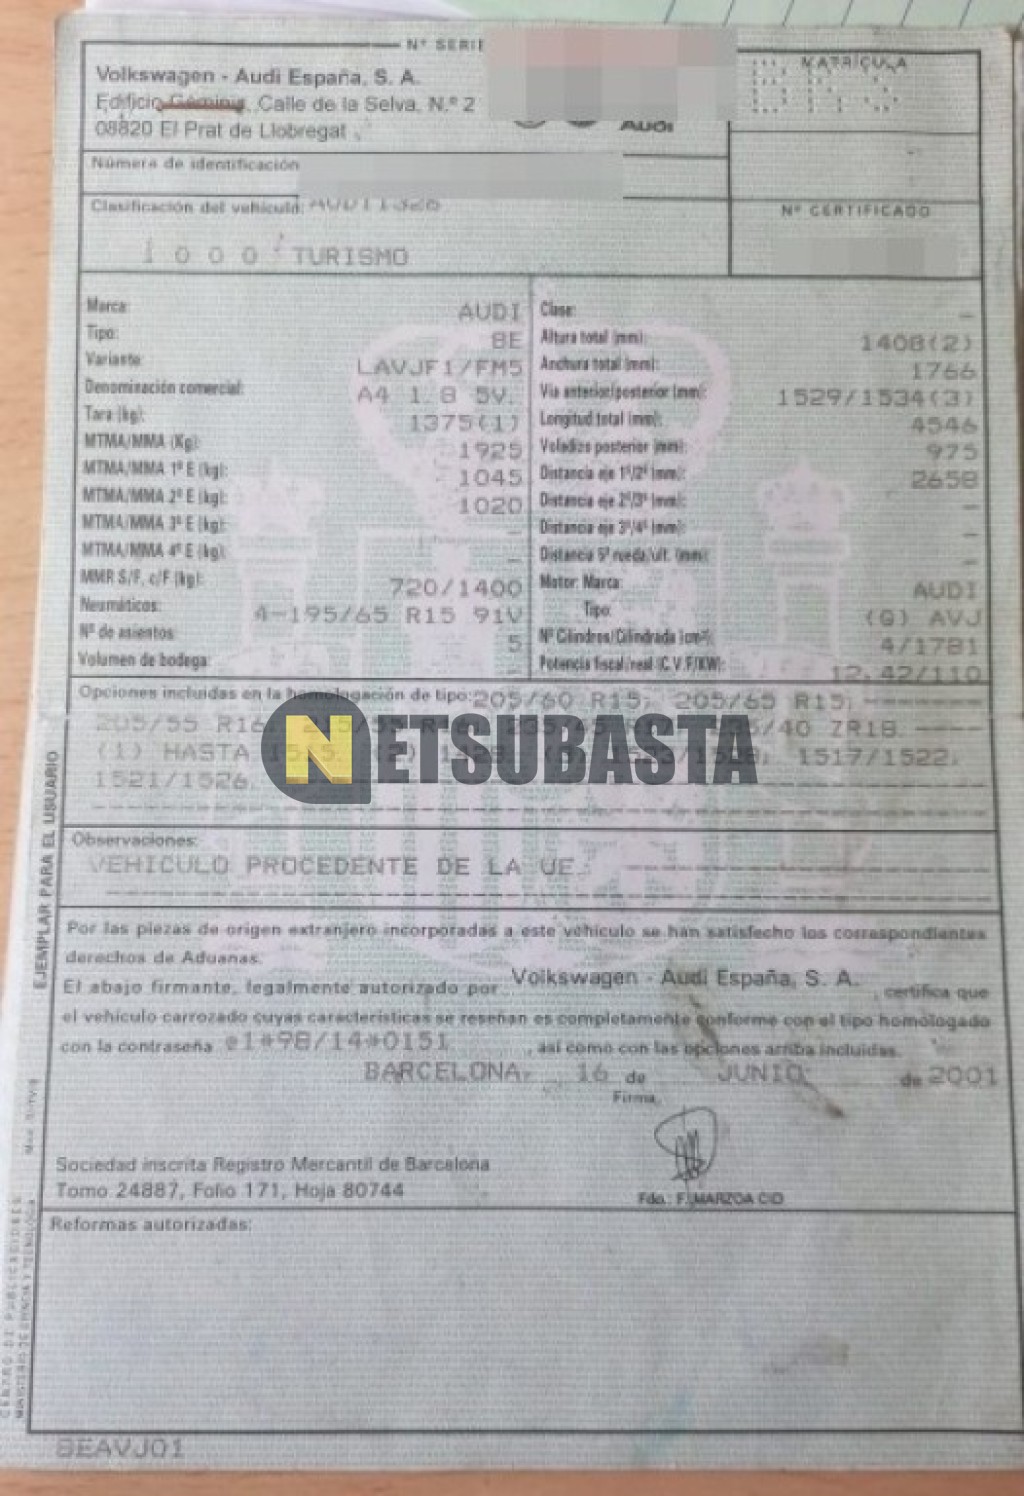 Nº SERIE
Volkswagen - Audi España, S. A.
Edificio Géminis, Calle de la Selva, N.º 2
08820 El Prat de Llobregat
Audi
MATRÍCULA
Número de identificación
Clasificación del vehículo:
Nº CERTIFICADO
1000 TURISMO
Marca: AUDI
Tipo: 8E
Variante: LAVJF1/FM5
Denominación comercial: A4 1.8 5V.
Tara (kg): 1375(1)
MTMA/MMA (Kg): 1925
MTMA/MMA 1º E (kg): 1045
MTMA/MMA 2º E (kg): 1020
MTMA/MMA 3º E (kg): —
MTMA/MMA 4º E (kg): —
MMR S/F, c/F (kg): 720/1400
Neumáticos: 4-195/65 R15 91V
Nº de asientos: 5
Volumen de bodega: —
Clase: —
Altura total (mm): 1408(2)
Anchura total (mm): 1766
Vía anterior/posterior (mm): 1529/1534(3)
Longitud total (mm): 4546
Voladizo posterior (mm): 975
Distancia eje 1º/2º (mm): 2658
Distancia eje 2º/3º (mm): —
Distancia eje 3º/4º (mm): —
Distancia 5ª rueda/ult. (mm): —
Motor: Marca: AUDI
Tipo: (G) AVJ
Nº Cilindros/Cilindrada (cm³): 4/1781
Potencia fiscal/real (C.V.F/KW): 12.42/110
Opciones incluidas en la homologación de tipo: 205/60 R15, 205/65 R15,
205/55 R16, /40 ZR18.
(1) HASTA 1517/1522,
1521/1526.
NETSUBASTA
Observaciones:
VEHICULO PROCEDENTE DE LA UE.
Por las piezas de origen extranjero incorporadas a este vehículo se han satisfecho los correspondientes
derechos de Aduanas.
El abajo firmante, legalmente autorizado por Volkswagen - Audi España, S. A., certifica que
el vehículo carrozado cuyas características se reseñan es completamente conforme con el tipo homologado
con la contraseña e1*98/14*0151, así como con las opciones arriba incluidas.
BARCELONA, 16 de JUNIO de 2001
Firma,
Sociedad inscrita Registro Mercantil de Barcelona
Tomo 24887, Folio 171, Hoja 80744
Fdo.: F. MARZOA CID
Reformas autorizadas:
EJEMPLAR PARA EL USUARIO
CENTRO DE PUBLICACIONES
MINISTERIO DE CIENCIA Y TECNOLOGÍA
8EAVJ01